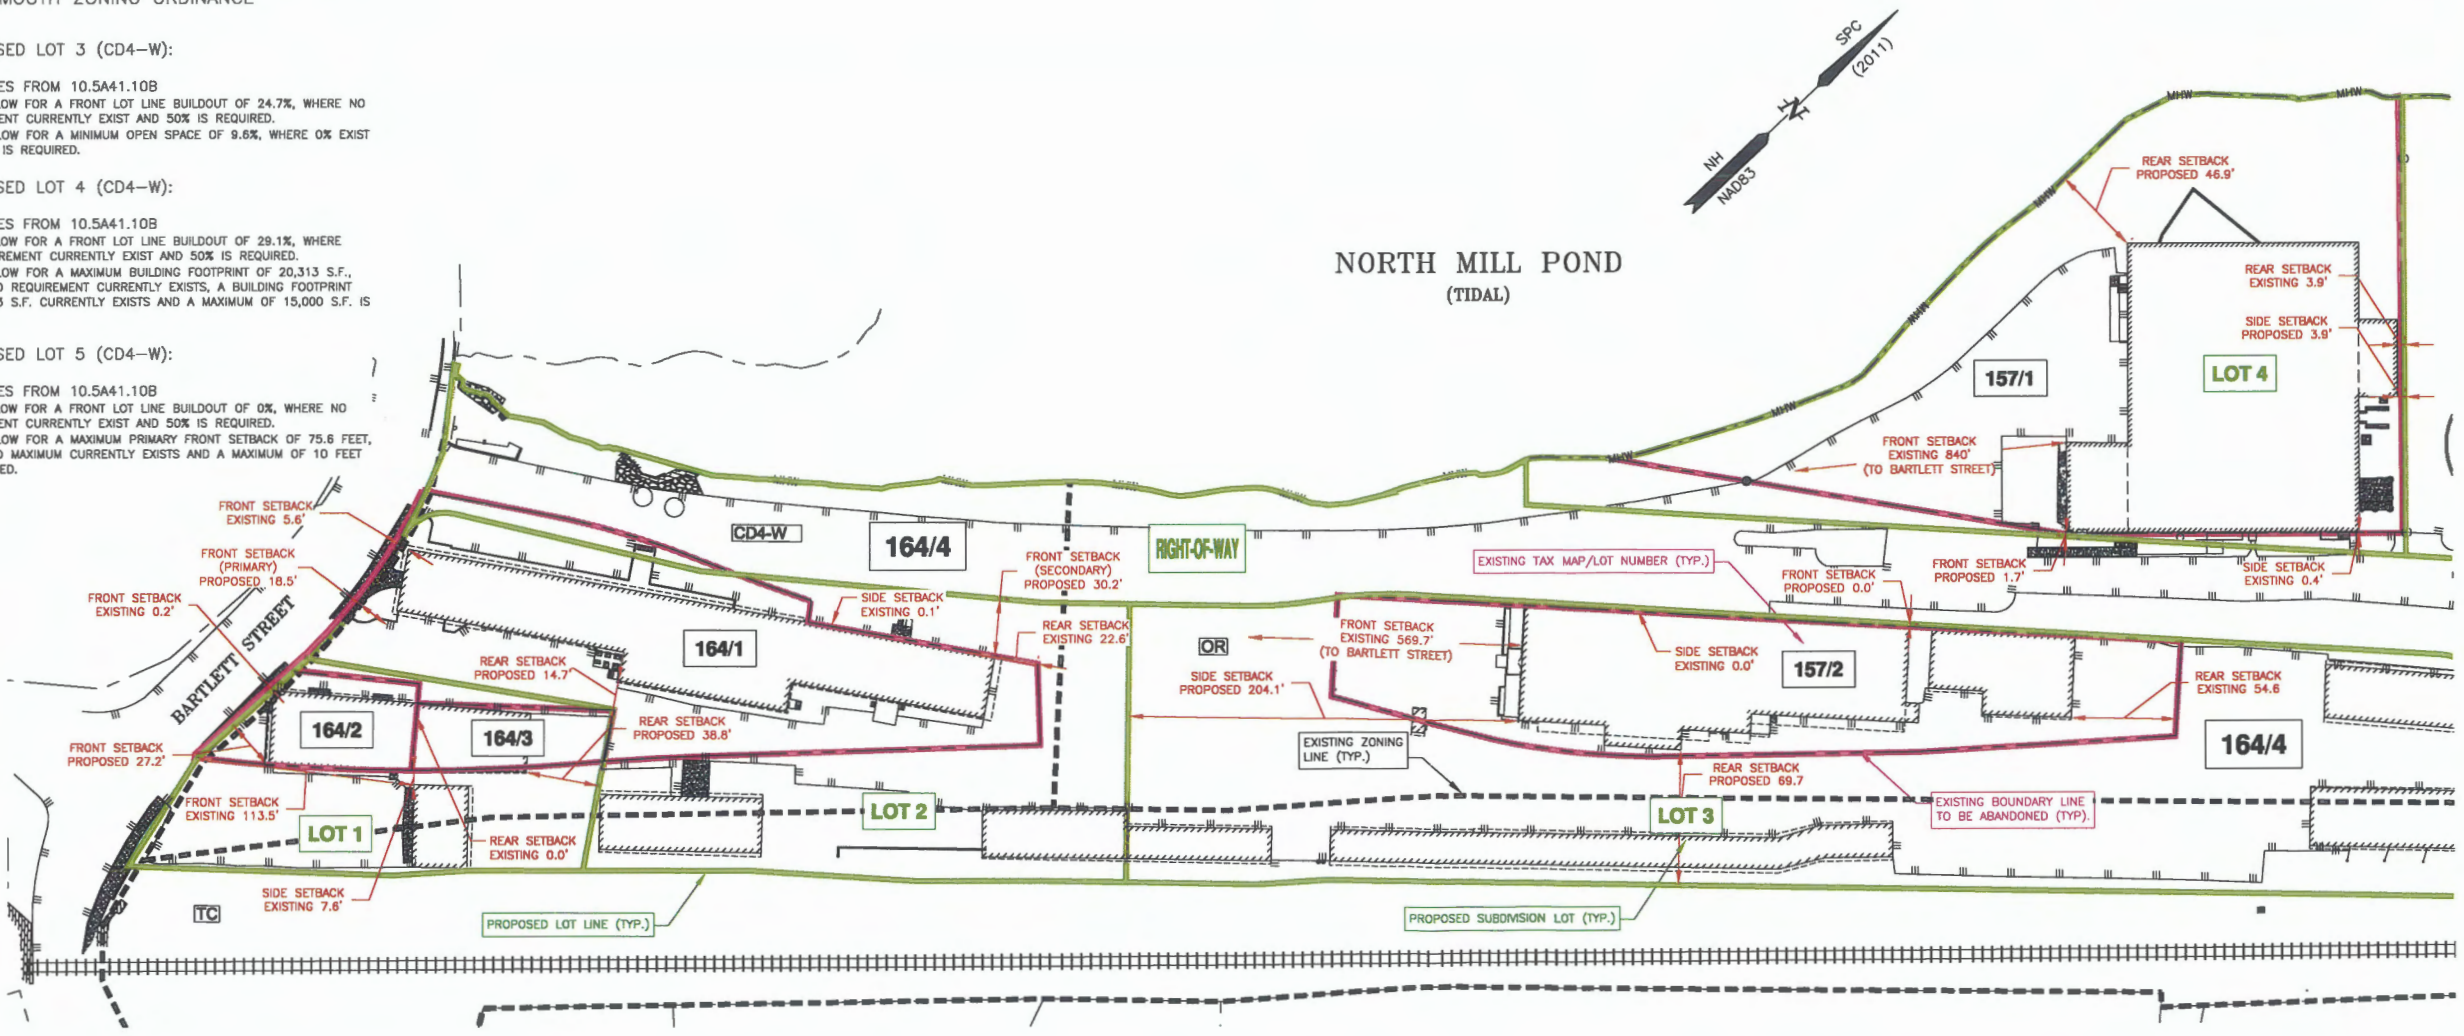 MOUTH ZONING ORDINANCE
SED LOT 3 (CD4-W):
ES FROM 10.5A41.10B
OW FOR A FRONT LOT LINE BUILDOUT OF 24.7%, WHERE NO
ENT CURRENTLY EXIST AND 50% IS REQUIRED.
OW FOR A MINIMUM OPEN SPACE OF 9.6%, WHERE 0% EXIST
IS REQUIRED.
SED LOT 4 (CD4-W):
ES FROM 10.5A41.10B
OW FOR A FRONT LOT LINE BUILDOUT OF 29.1%, WHERE
REMENT CURRENTLY EXIST AND 50% IS REQUIRED.
OW FOR A MAXIMUM BUILDING FOOTPRINT OF 20,313 S.F.,
REQUIREMENT CURRENTLY EXISTS, A BUILDING FOOTPRINT
S.F. CURRENTLY EXISTS AND A MAXIMUM OF 15,000 S.F. IS
SED LOT 5 (CD4-W):
ES FROM 10.5A41.10B
OW FOR A FRONT LOT LINE BUILDOUT OF 0%, WHERE NO
ENT CURRENTLY EXIST AND 50% IS REQUIRED.
OW FOR A MAXIMUM PRIMARY FRONT SETBACK OF 75.6 FEET,
MAXIMUM CURRENTLY EXISTS AND A MAXIMUM OF 10 FEET
ED.
SPC
(2011)
N
NH
NAD83
NORTH MILL POND
(TIDAL)
MHW
MHW
MHW
MHW
MHW
MHW
REAR SETBACK
PROPOSED 46.9'
REAR SETBACK
EXISTING 3.9'
SIDE SETBACK
PROPOSED 3.9'
157/1
LOT 4
FRONT SETBACK
EXISTING 840'
(TO BARTLETT STREET)
FRONT SETBACK
EXISTING 5.6'
FRONT SETBACK
(PRIMARY)
PROPOSED 18.5'
FRONT SETBACK
EXISTING 0.2'
BARTLETT STREET
CD4-W
164/4
RIGHT-OF-WAY
FRONT SETBACK
(SECONDARY)
PROPOSED 30.2'
EXISTING TAX MAP/LOT NUMBER (TYP.)
FRONT SETBACK
PROPOSED 0.0'
FRONT SETBACK
PROPOSED 1.7'
SIDE SETBACK
EXISTING 0.4'
SIDE SETBACK
EXISTING 0.1'
REAR SETBACK
EXISTING 22.6'
164/1
REAR SETBACK
PROPOSED 14.7'
OR
FRONT SETBACK
EXISTING 569.7'
(TO BARTLETT STREET)
SIDE SETBACK
EXISTING 0.0'
157/2
SIDE SETBACK
PROPOSED 204.1'
REAR SETBACK
EXISTING 54.6
164/2
164/3
REAR SETBACK
PROPOSED 38.8'
FRONT SETBACK
PROPOSED 27.2'
EXISTING ZONING
LINE (TYP.)
164/4
REAR SETBACK
PROPOSED 69.7
FRONT SETBACK
EXISTING 113.5'
LOT 1
LOT 2
LOT 3
EXISTING BOUNDARY LINE
TO BE ABANDONED (TYP).
REAR SETBACK
EXISTING 0.0'
SIDE SETBACK
EXISTING 7.6'
TC
PROPOSED LOT LINE (TYP.)
PROPOSED SUBDIVISION LOT (TYP.)